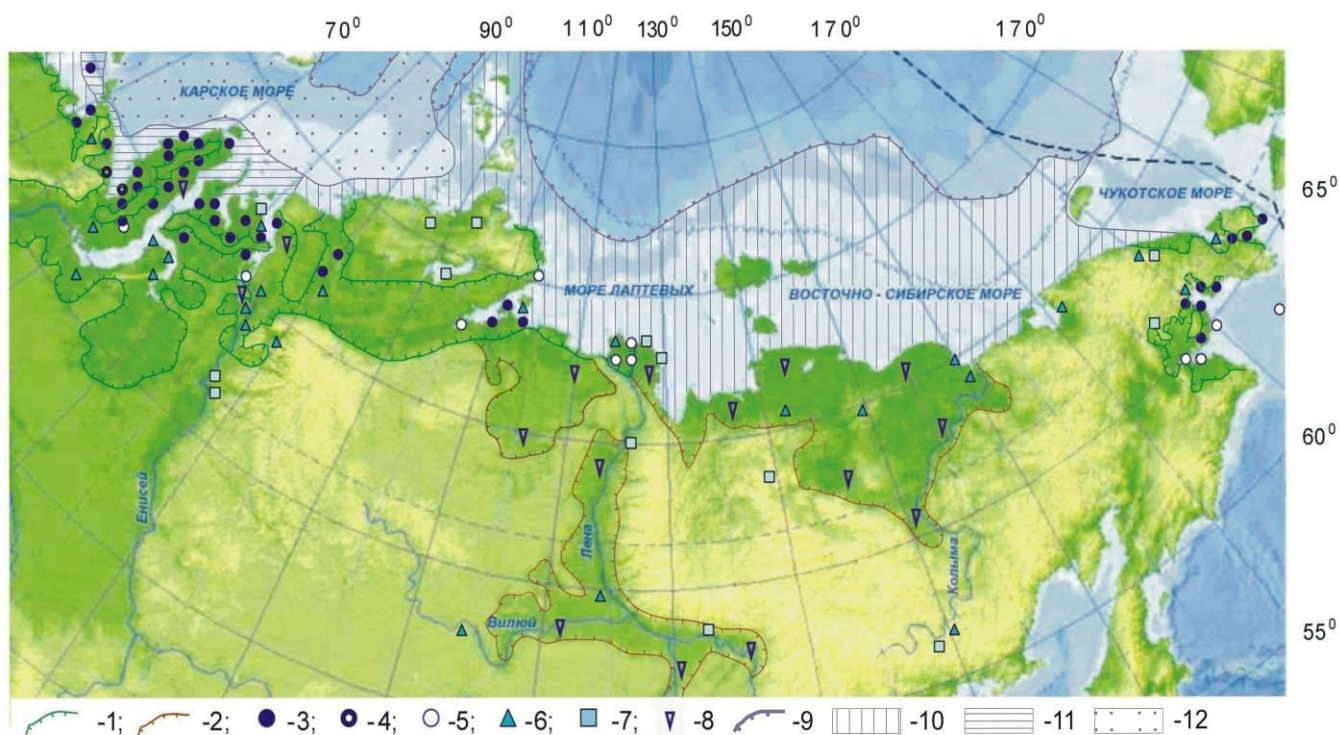 70⁰ 90⁰ 110⁰ 130⁰ 150⁰ 170⁰ 170⁰
КАРСКОЕ МОРЕ
ЧУКОТСКОЕ МОРЕ
65⁰
МОРЕ ЛАПТЕВЫХ
ВОСТОЧНО - СИБИРСКОЕ МОРЕ
60⁰
Енисей
Лена
Колыма
Вилюй
55⁰
-1; -2; -3; -4; -5; -6; -7; -8 -9 -10 -11 -12